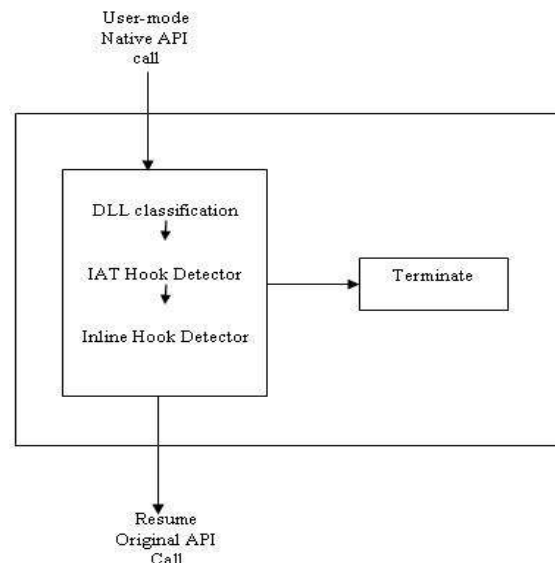 User-mode
Native API
call
DLL classification
IAT Hook Detector
Inline Hook Detector
Terminate
Resume
Original API
Call